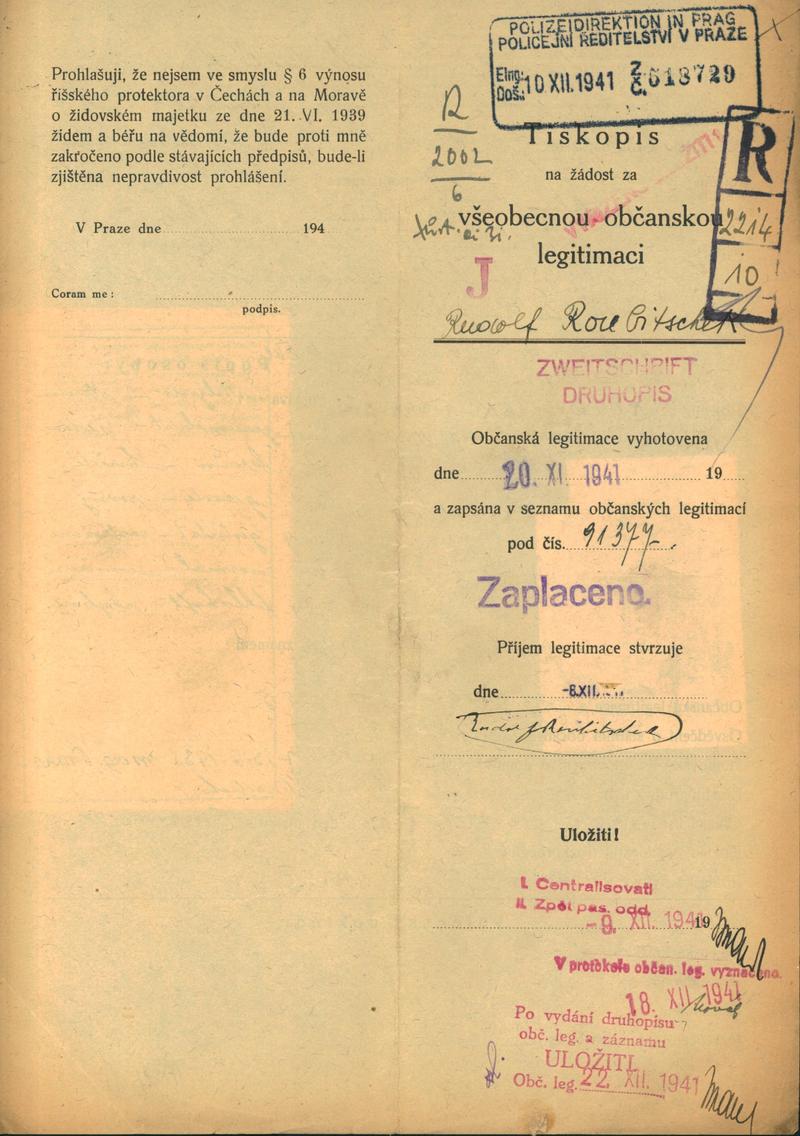 Prohlašuji, že nejsem ve smyslu § 6 výnosu
říšského protektora v Čechách a na Moravě
o židovském majetku ze dne 21. VI. 1939
židem a béřu na vědomí, že bude proti mně
zakročeno podle stávajících předpisů, bude-li
zjištěna nepravdivost prohlášení.
V Praze dne 194
Coram me :
podpis.
POLIZEIDIREKTION IN PRAG
POLICEJNÍ ŘEDITELSTVÍ V PRAZE
Eing.:
Doš.: 10 XII. 1941 Z. Č. 613729
R
2002
6
Tiskopis
na žádost za
všeobecnou občanskou
legitimaci
R
2214
10
J
Rudolf
ZWEITSCHRIFT
DRUHOPIS
Občanská legitimace vyhotovena
dne 20. XI. 1941 19
a zapsána v seznamu občanských legitimací
pod čís. 91377
Zaplaceno.
Příjem legitimace stvrzuje
dne -8. XII.
Uložiti!
I. Centralisovati
II. Zpět pas. odd.
-9. XII. 1941 19
V protokole občan. leg. vyznačeno.
18. XII. 1941
Po vydání druhopisu
obč. leg. a záznamu
ULOŽITI.
Obč. leg. 22. XII. 1941